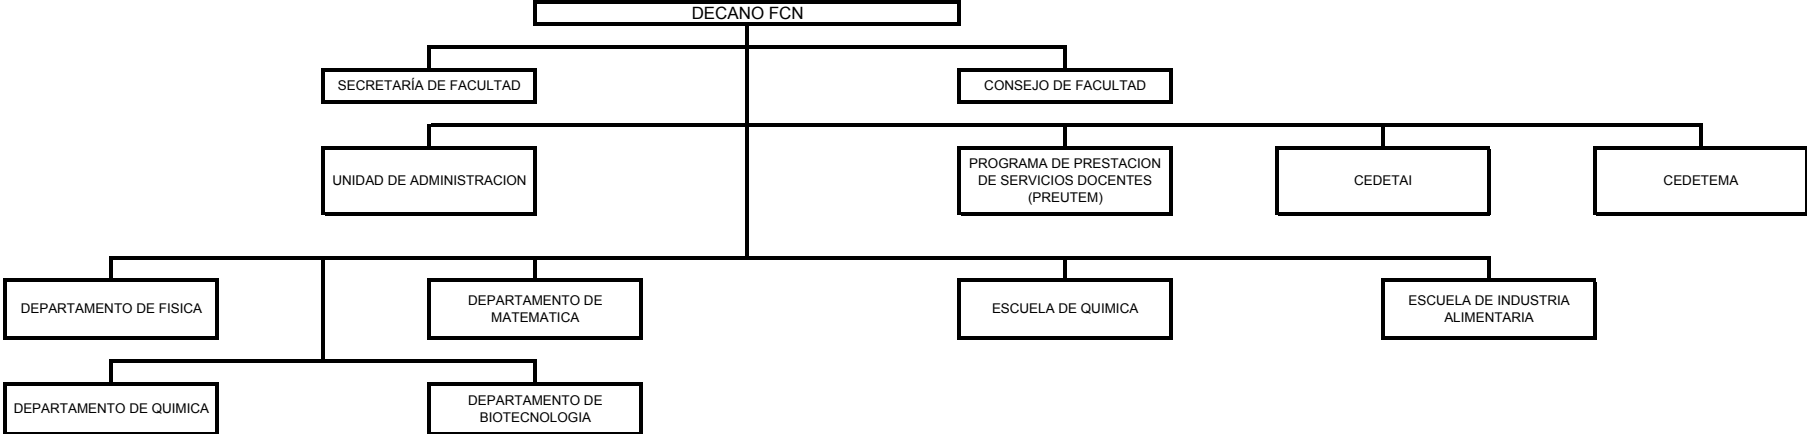 DECANO FCN
SECRETARÍA DE FACULTAD
CONSEJO DE FACULTAD
UNIDAD DE ADMINISTRACION
PROGRAMA DE PRESTACION
DE SERVICIOS DOCENTES
(PREUTEM)
CEDETAI
CEDETEMA
DEPARTAMENTO DE FISICA
DEPARTAMENTO DE
MATEMATICA
ESCUELA DE QUIMICA
ESCUELA DE INDUSTRIA
ALIMENTARIA
DEPARTAMENTO DE QUIMICA
DEPARTAMENTO DE
BIOTECNOLOGIA